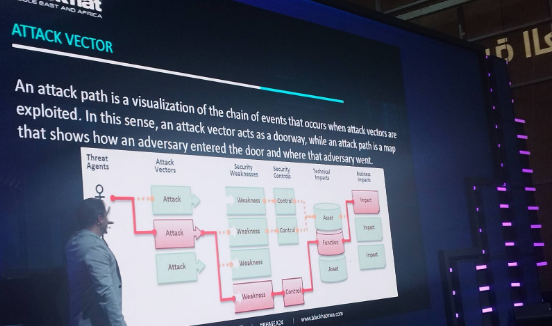 hat
MIDDLE EAST AND AFRICA
ATTACK VECTOR
An attack path is a visualization of the chain of events that occurs when attack vectors are
exploited. In this sense, an attack vector acts as a doorway, while an attack path is a map
that shows how an adversary entered the door and where that adversary went.
Threat Agents
Attack Vectors
Security Weaknesses
Security Controls
Technical Impacts
Business Impacts
Attack
Weakness
Control
Asset
Impact
Attack
Weakness
Control
Function
Impact
Attack
Weakness
Asset
Impact
Weakness
Control
www.blackhatmea.com